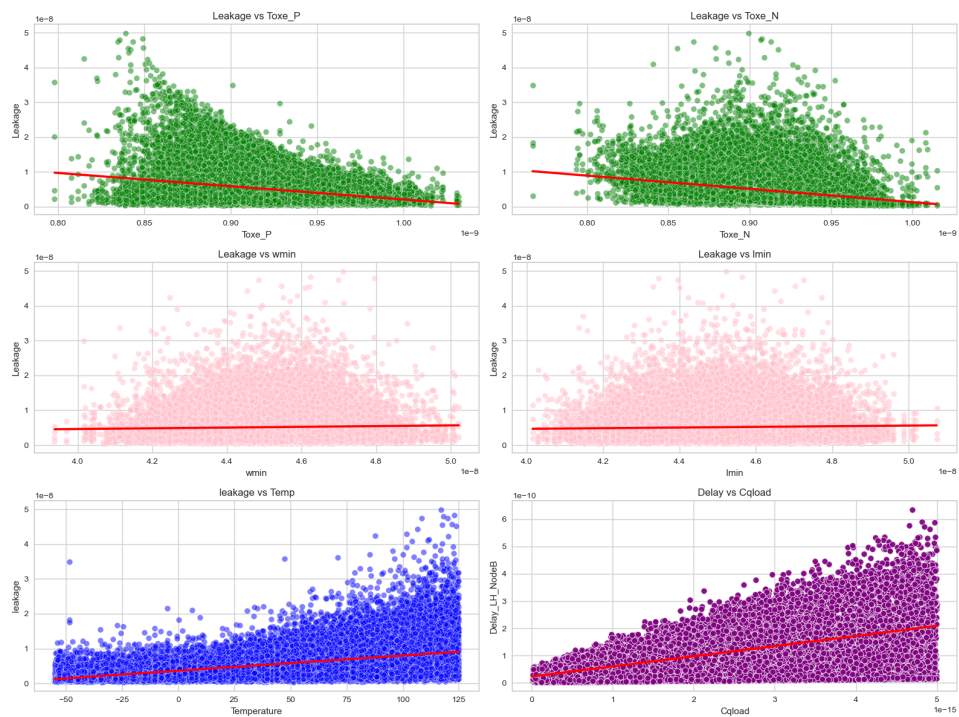 Leakage vs Toxe_P
1e−8
5
4
3
2
1
0
Leakage
0.80 0.85 0.90 0.95 1.00
1e−9
Toxe_P
Leakage vs Toxe_N
1e−8
5
4
3
2
1
0
Leakage
0.80 0.85 0.90 0.95 1.00
1e−9
Toxe_N
Leakage vs wmin
1e−8
5
4
3
2
1
0
Leakage
4.0 4.2 4.4 4.6 4.8 5.0
1e−8
wmin
Leakage vs lmin
1e−8
5
4
3
2
1
0
Leakage
4.0 4.2 4.4 4.6 4.8 5.0
1e−8
lmin
leakage vs Temp
1e−8
5
4
3
2
1
0
leakage
−50 −25 0 25 50 75 100 125
Temperature
Delay vs Cqload
1e−10
6
5
4
3
2
1
0
Delay_LH_NodeB
0 1 2 3 4 5
1e−15
Cqload